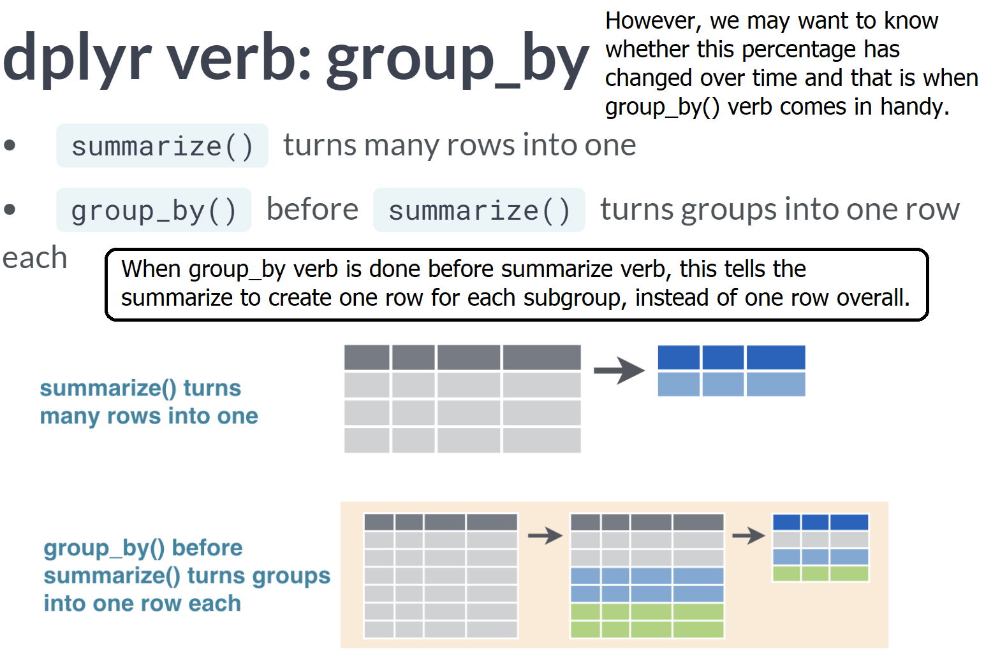 dplyr verb: group_by
However, we may want to know
whether this percentage has
changed over time and that is when
group_by() verb comes in handy.
• summarize() turns many rows into one
• group_by() before summarize() turns groups into one row
each
When group_by verb is done before summarize verb, this tells the
summarize to create one row for each subgroup, instead of one row overall.
summarize() turns
many rows into one
group_by() before
summarize() turns groups
into one row each